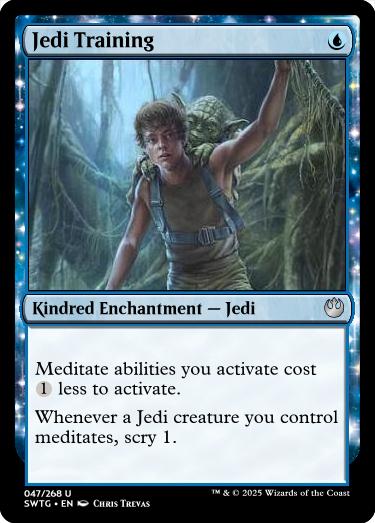 Jedi Training
Kindred Enchantment — Jedi
Meditate abilities you activate cost
1 less to activate.
Whenever a Jedi creature you control
meditates, scry 1.
047/268 U
SWTG • EN Chris Trevas
™ & © 2025 Wizards of the Coast